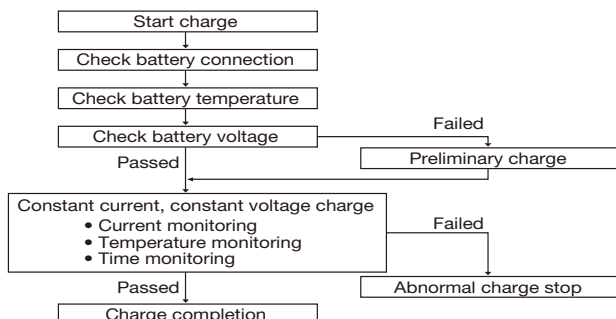 Start charge
Check battery connection
Check battery temperature
Check battery voltage
Failed
Passed
Preliminary charge
Constant current, constant voltage charge
• Current monitoring
• Temperature monitoring
• Time monitoring
Failed
Passed
Abnormal charge stop
Charge completion